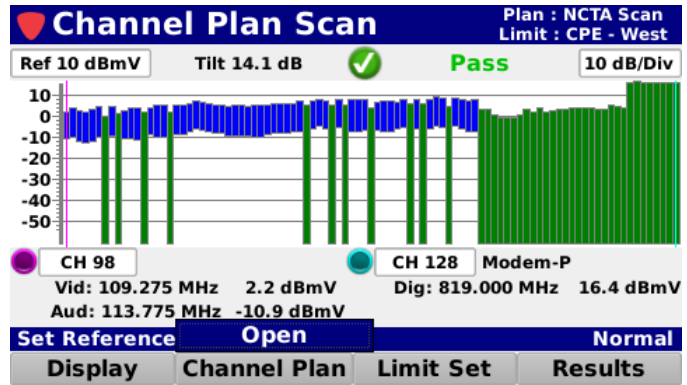 Channel Plan Scan
Plan : NCTA Scan
Limit : CPE - West
Ref 10 dBmV
Tilt 14.1 dB
Pass
10 dB/Div
10
0
-10
-20
-30
-40
-50
CH 98
CH 128 Modem-P
Vid: 109.275 MHz 2.2 dBmV
Dig: 819.000 MHz 16.4 dBmV
Aud: 113.775 MHz -10.9 dBmV
Set Reference
Open
Normal
Display
Channel Plan
Limit Set
Results